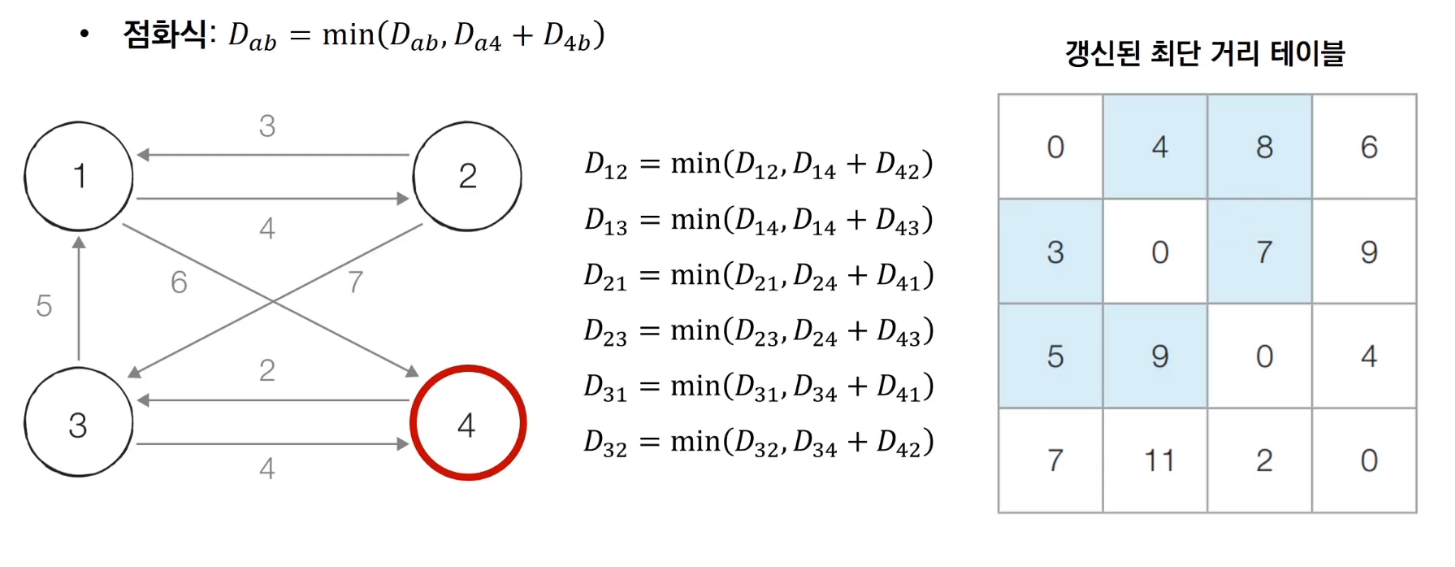 • 점화식: D_ab = min(D_ab, D_a4 + D_4b)
갱신된 최단 거리 테이블
1
2
3
4
3
4
6
7
5
2
4
D_12 = min(D_12, D_14 + D_42)
D_13 = min(D_14, D_14 + D_43)
D_21 = min(D_21, D_24 + D_41)
D_23 = min(D_23, D_24 + D_43)
D_31 = min(D_31, D_34 + D_41)
D_32 = min(D_32, D_34 + D_42)
0 4 8 6
3 0 7 9
5 9 0 4
7 11 2 0